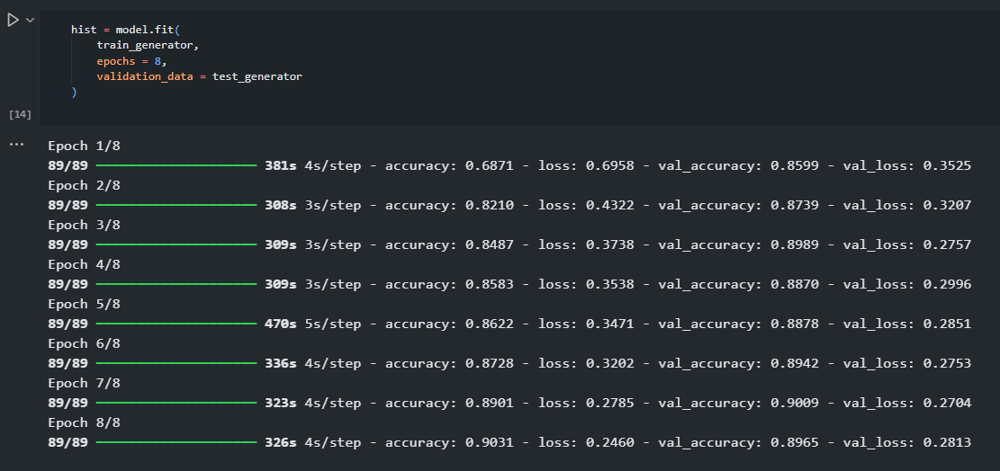 hist = model.fit(
train_generator,
epochs = 8,
validation_data = test_generator
)
[14]
... Epoch 1/8
89/89 ━━━━━━━━━━━━━━━━━━━━ 381s 4s/step - accuracy: 0.6871 - loss: 0.6958 - val_accuracy: 0.8599 - val_loss: 0.3525
Epoch 2/8
89/89 ━━━━━━━━━━━━━━━━━━━━ 308s 3s/step - accuracy: 0.8210 - loss: 0.4322 - val_accuracy: 0.8739 - val_loss: 0.3207
Epoch 3/8
89/89 ━━━━━━━━━━━━━━━━━━━━ 309s 3s/step - accuracy: 0.8487 - loss: 0.3738 - val_accuracy: 0.8989 - val_loss: 0.2757
Epoch 4/8
89/89 ━━━━━━━━━━━━━━━━━━━━ 309s 3s/step - accuracy: 0.8583 - loss: 0.3538 - val_accuracy: 0.8870 - val_loss: 0.2996
Epoch 5/8
89/89 ━━━━━━━━━━━━━━━━━━━━ 470s 5s/step - accuracy: 0.8622 - loss: 0.3471 - val_accuracy: 0.8878 - val_loss: 0.2851
Epoch 6/8
89/89 ━━━━━━━━━━━━━━━━━━━━ 336s 4s/step - accuracy: 0.8728 - loss: 0.3202 - val_accuracy: 0.8942 - val_loss: 0.2753
Epoch 7/8
89/89 ━━━━━━━━━━━━━━━━━━━━ 323s 4s/step - accuracy: 0.8901 - loss: 0.2785 - val_accuracy: 0.9009 - val_loss: 0.2704
Epoch 8/8
89/89 ━━━━━━━━━━━━━━━━━━━━ 326s 4s/step - accuracy: 0.9031 - loss: 0.2460 - val_accuracy: 0.8965 - val_loss: 0.2813